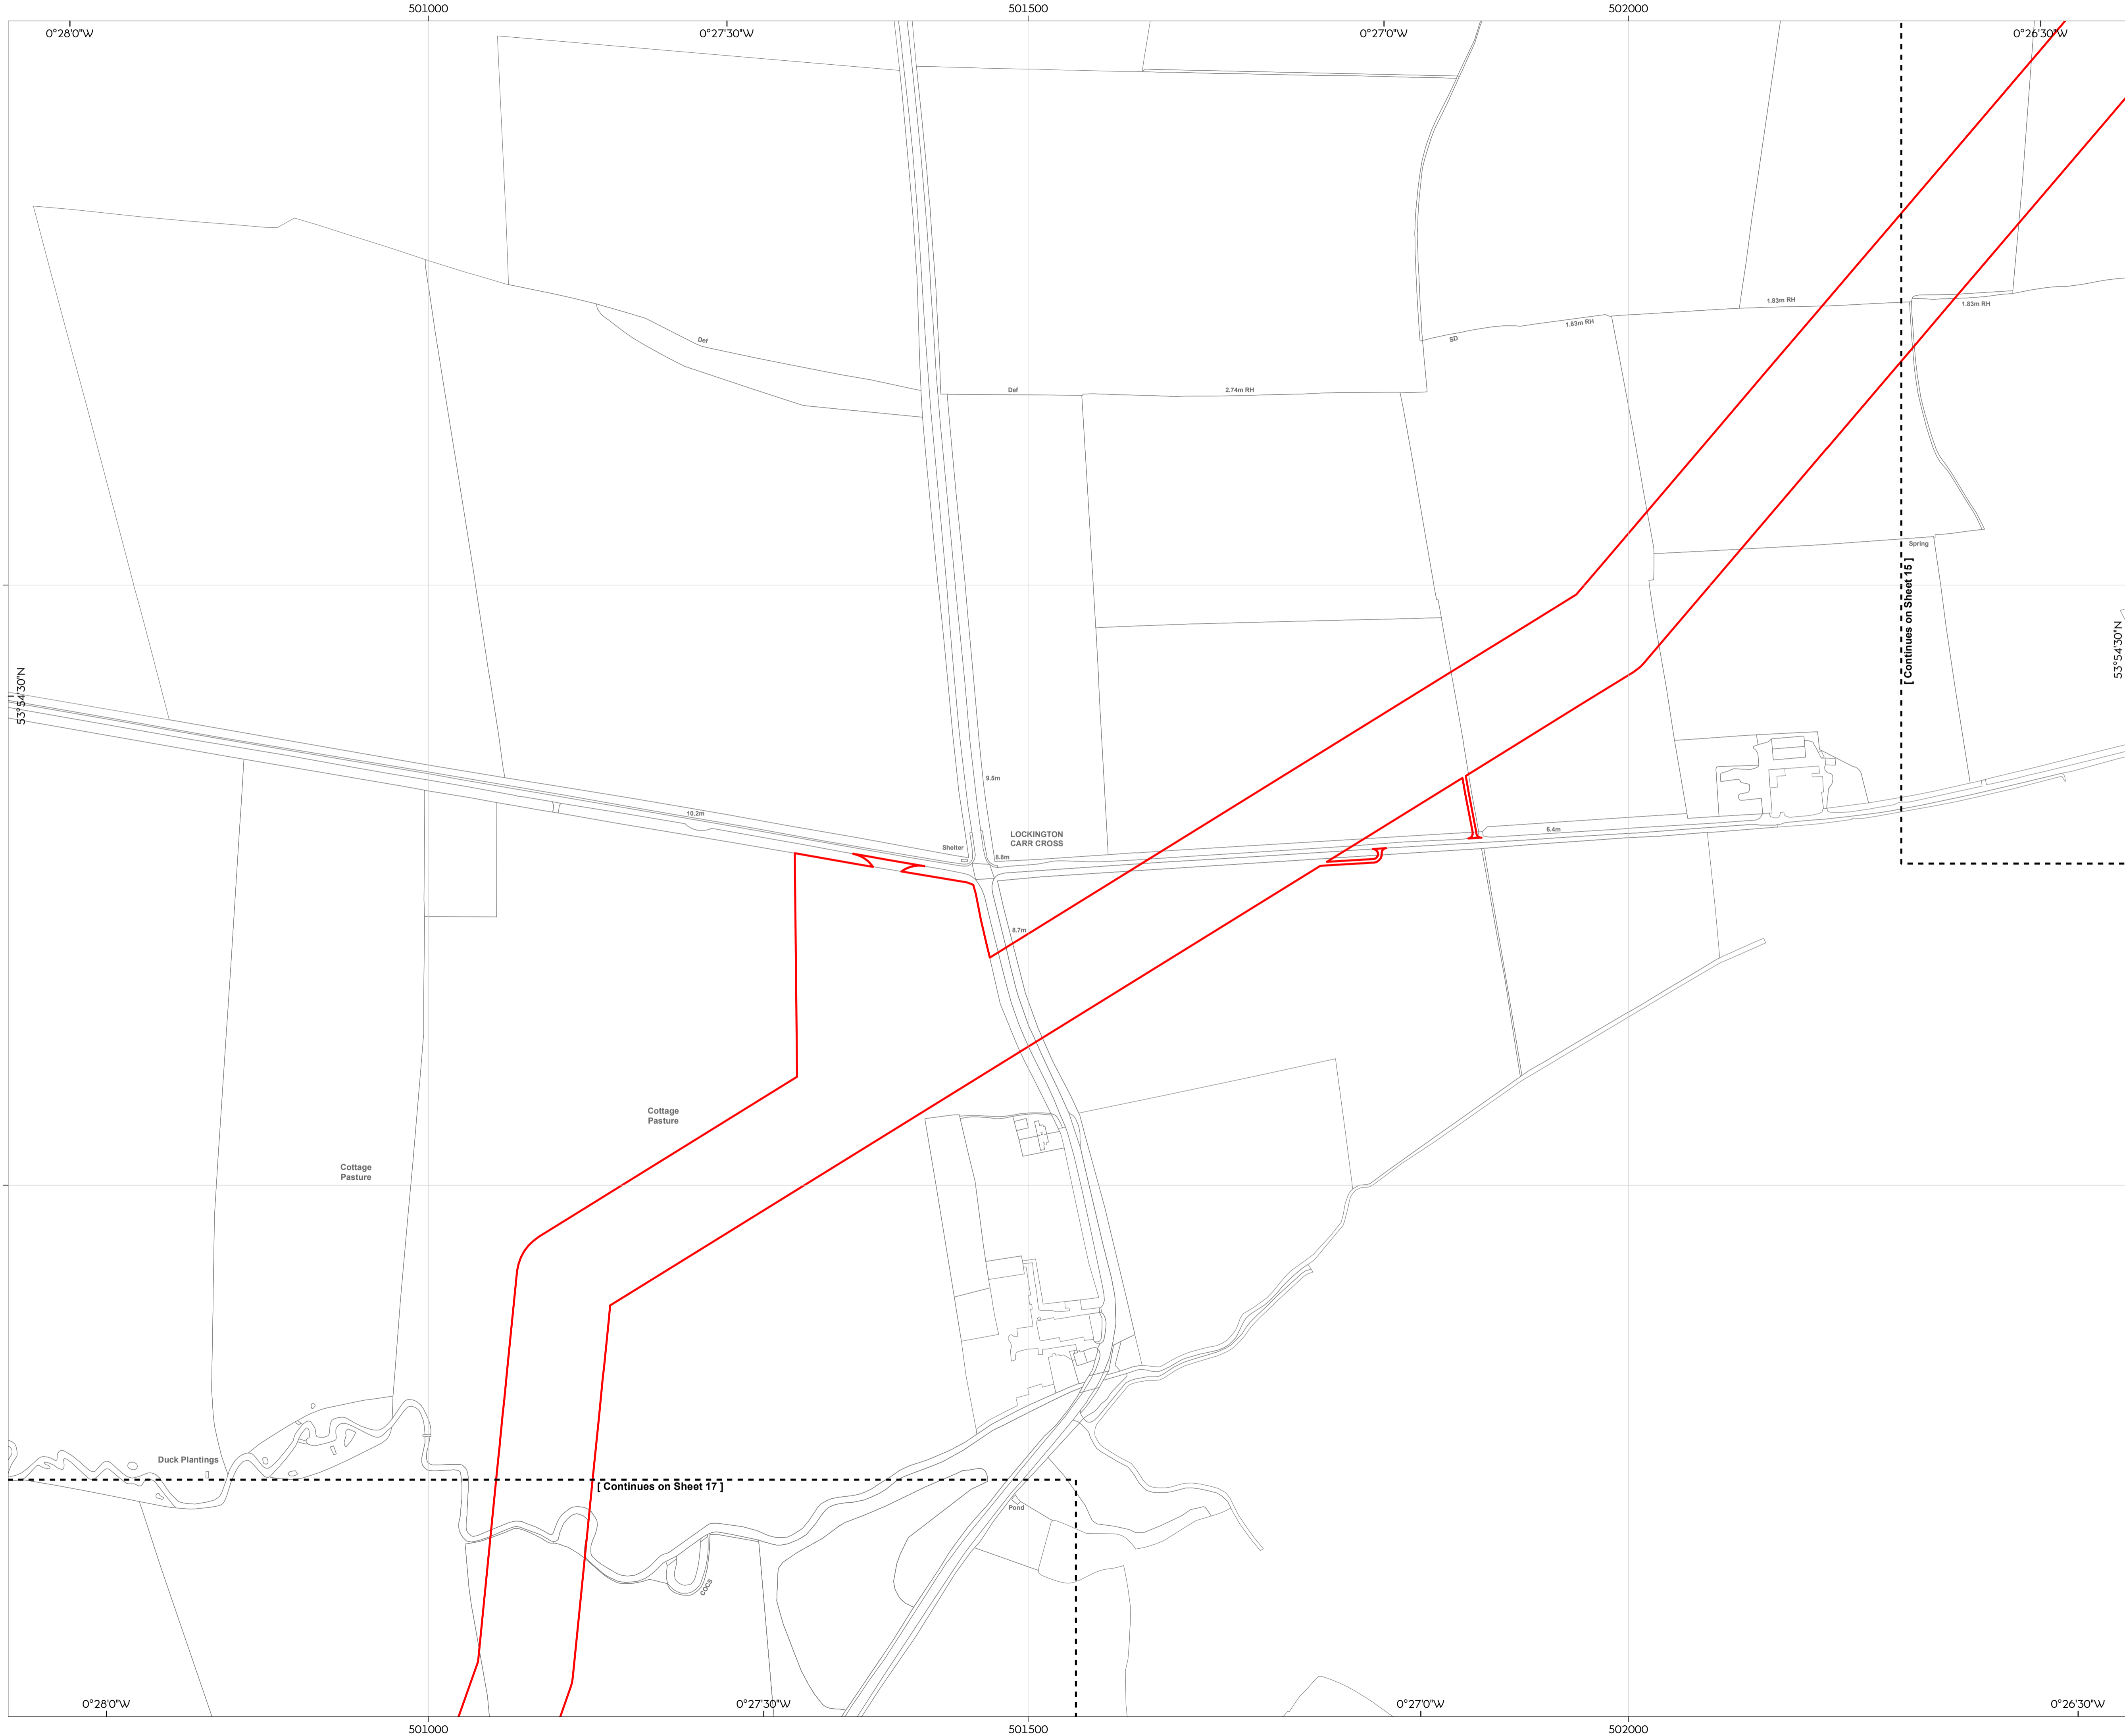 501000
501500
502000
0°28'0"W
0°27'30"W
0°27'0"W
0°26'30"W
1.83m RH
1.83m RH
1.83m RH
SD
Def
Def
2.74m RH
Spring
[ Continues on Sheet 15 ]
53°54'30"N
53°54'30"N
9.5m
10.2m
LOCKINGTON
CARR CROSS
6.4m
Shelter
8.8m
8.7m
Cottage
Pasture
Cottage
Pasture
Duck Plantings
[ Continues on Sheet 17 ]
Pond
COCS
0°28'0"W
0°27'30"W
0°27'0"W
0°26'30"W
501000
501500
502000